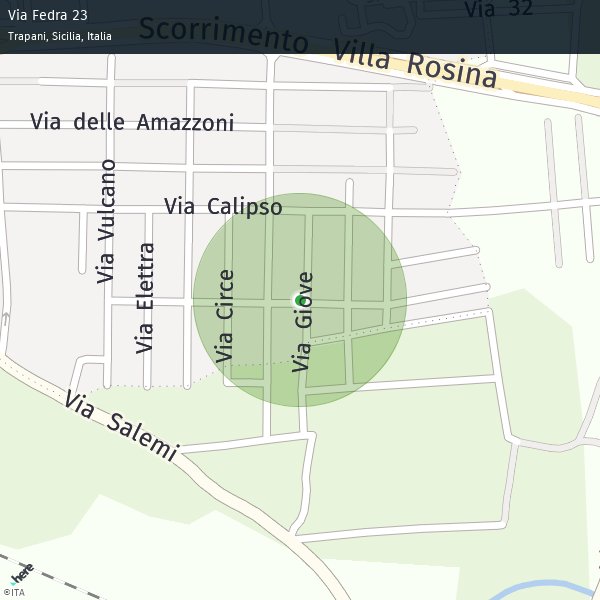 Via Fedra 23
Trapani, Sicilia, Italia
Via 32
Scorrimento Villa Rosina
Via delle Amazzoni
Via Calipso
Via Vulcano
Via Elettra
Via Circe
Via Giove
Via Salemi
here
©ITA